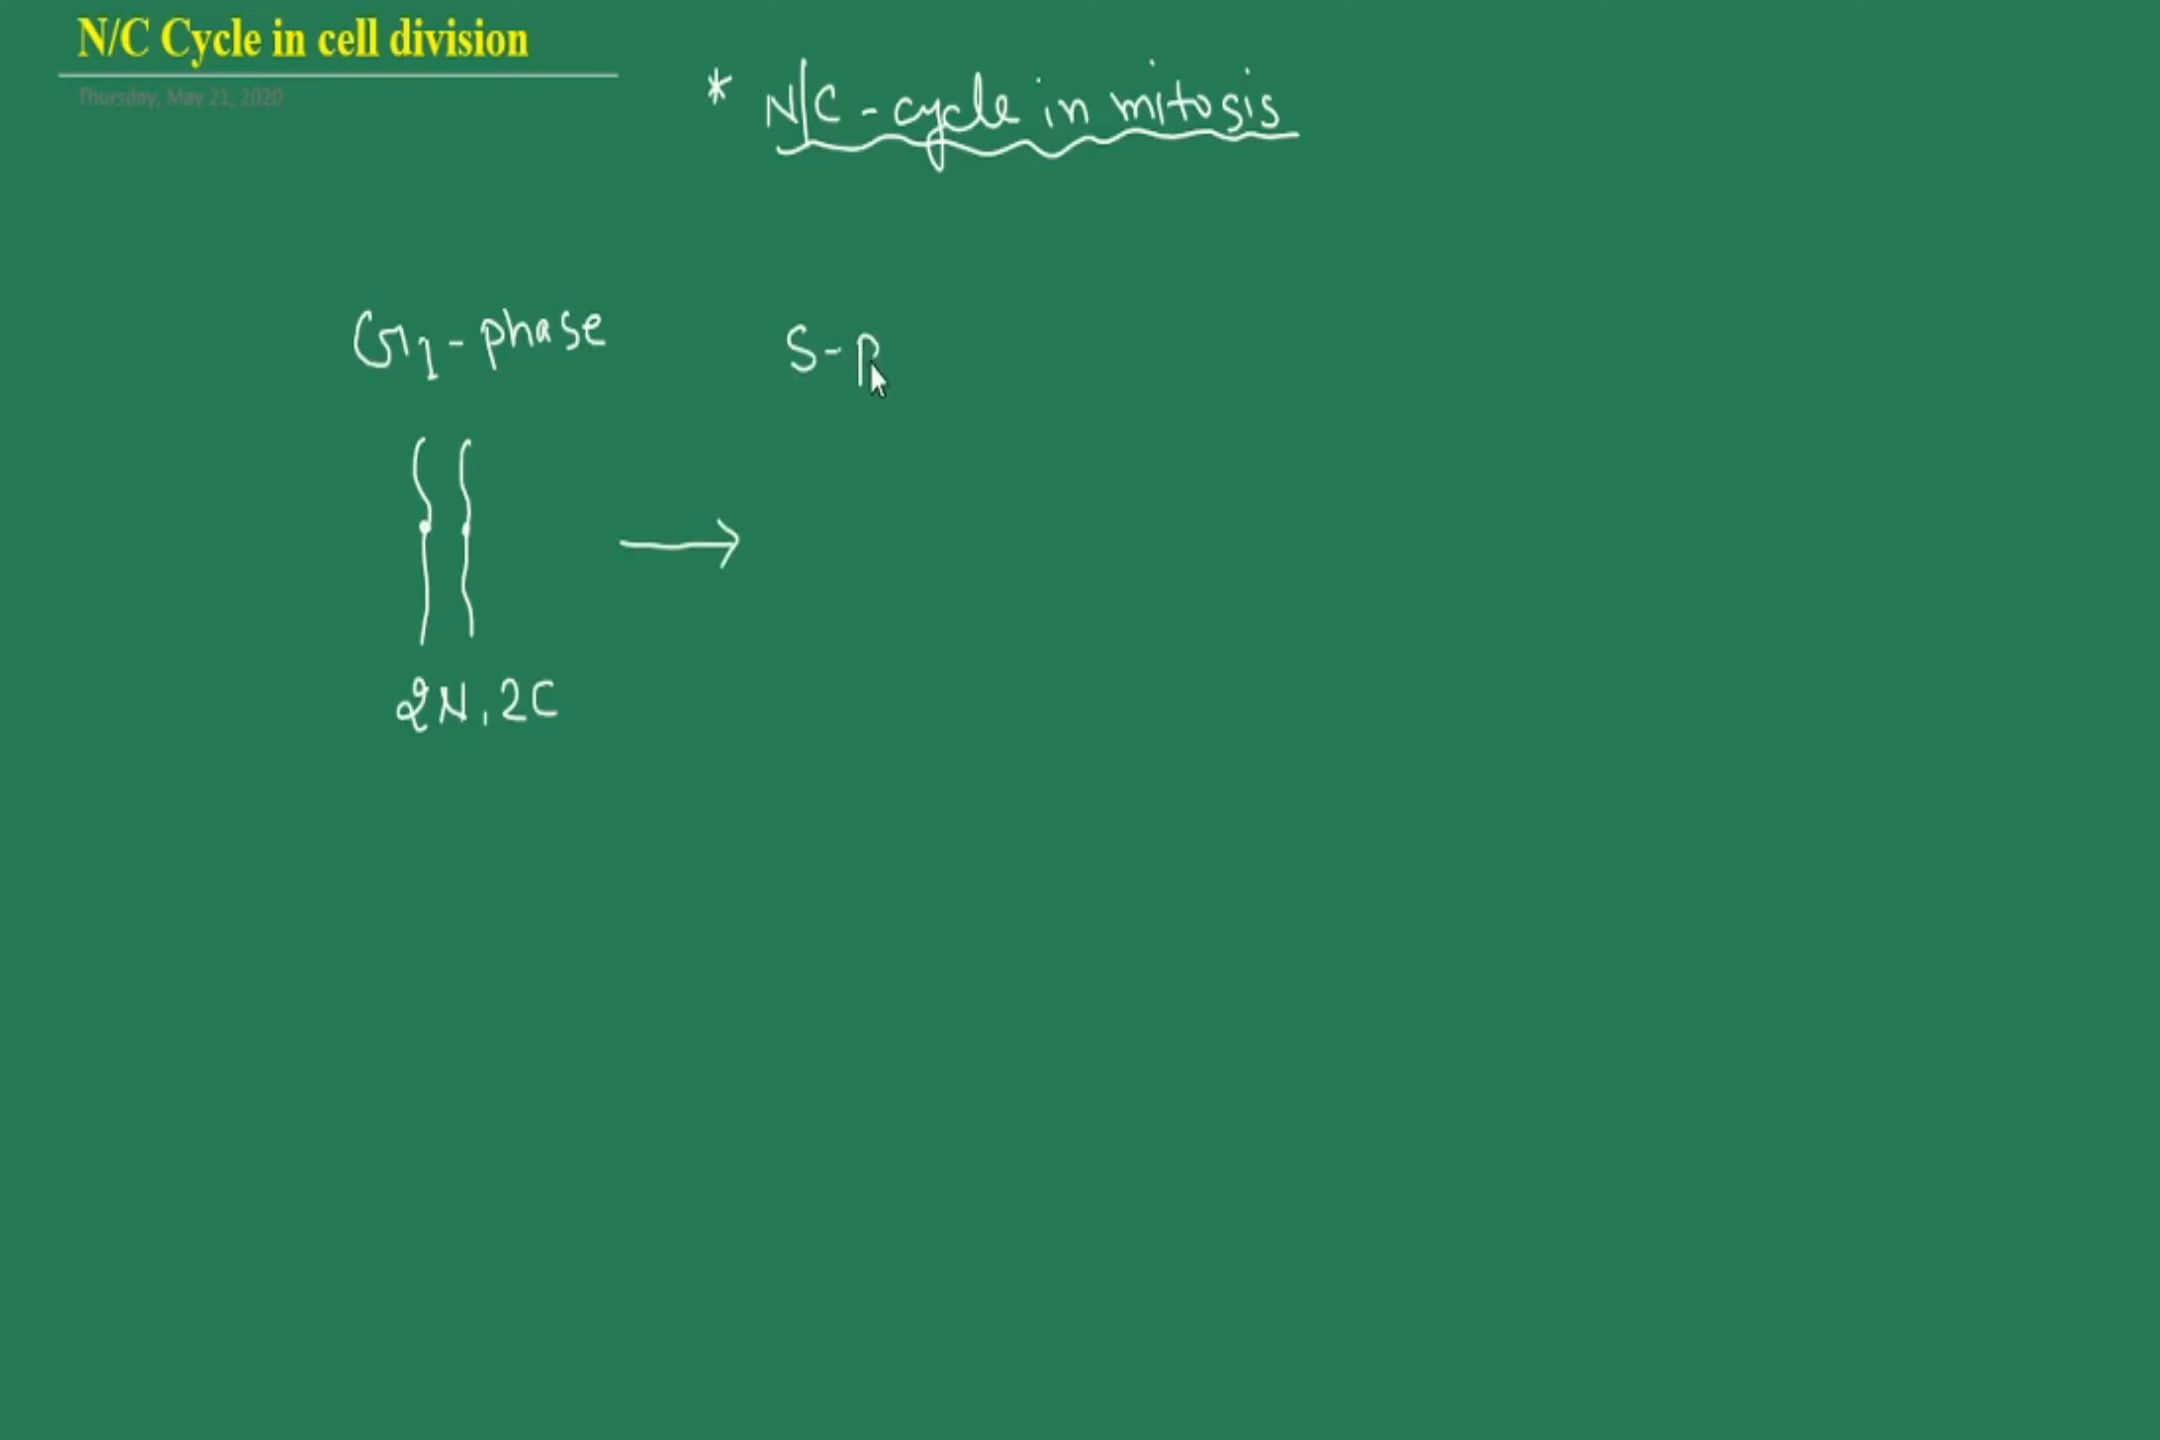 N/C Cycle in cell division
Thursday, May 21, 2020
* N/C - cycle in mitosis
G1 - phase
S - p
2N, 2C